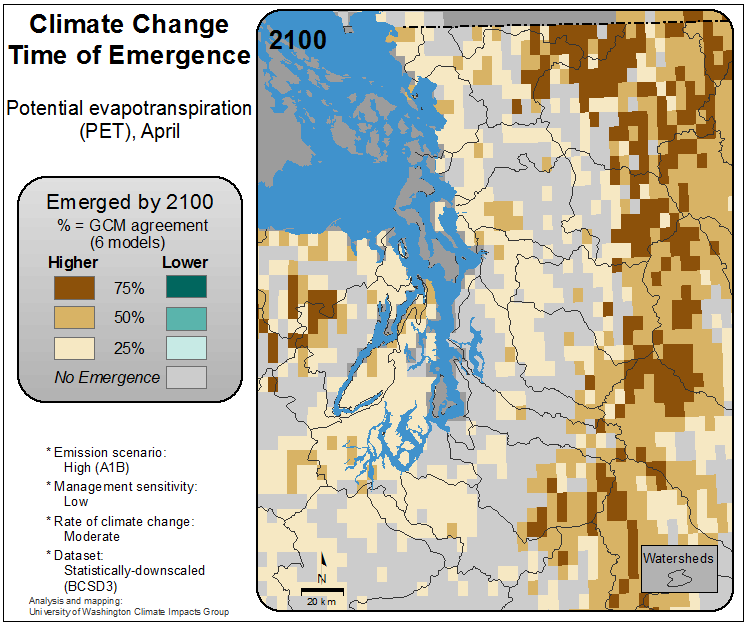 Climate Change
Time of Emergence
Potential evapotranspiration
(PET), April
Emerged by 2100
% = GCM agreement
(6 models)
Higher Lower
75%
50%
25%
No Emergence
* Emission scenario:
High (A1B)
* Management sensitivity:
Low
* Rate of climate change:
Moderate
* Dataset:
Statistically-downscaled
(BCSD3)
Analysis and mapping:
University of Washington Climate Impacts Group
2100
N
20 km
Watersheds